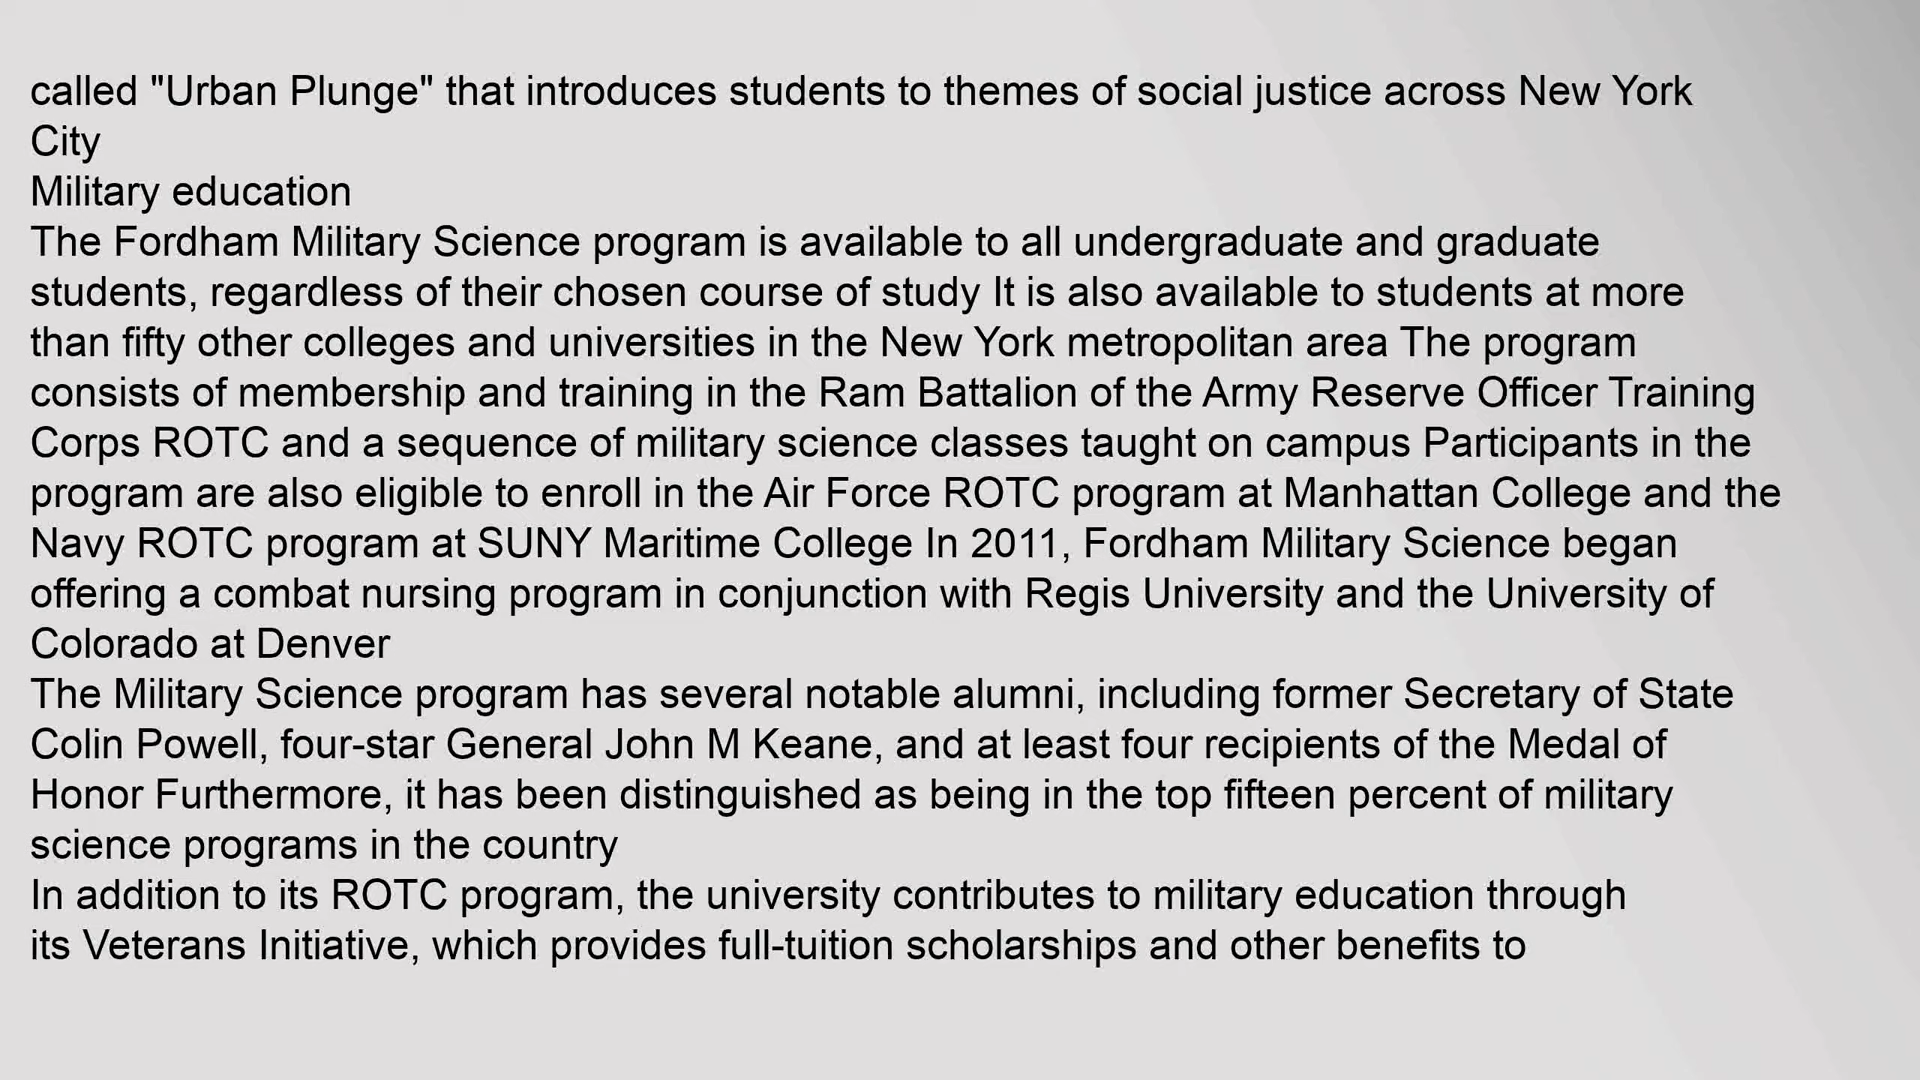 called "Urban Plunge" that introduces students to themes of social justice across New York
City
Military education
The Fordham Military Science program is available to all undergraduate and graduate
students, regardless of their chosen course of study It is also available to students at more
than fifty other colleges and universities in the New York metropolitan area The program
consists of membership and training in the Ram Battalion of the Army Reserve Officer Training
Corps ROTC and a sequence of military science classes taught on campus Participants in the
program are also eligible to enroll in the Air Force ROTC program at Manhattan College and the
Navy ROTC program at SUNY Maritime College In 2011, Fordham Military Science began
offering a combat nursing program in conjunction with Regis University and the University of
Colorado at Denver
The Military Science program has several notable alumni, including former Secretary of State
Colin Powell, four-star General John M Keane, and at least four recipients of the Medal of
Honor Furthermore, it has been distinguished as being in the top fifteen percent of military
science programs in the country
In addition to its ROTC program, the university contributes to military education through
its Veterans Initiative, which provides full-tuition scholarships and other benefits to